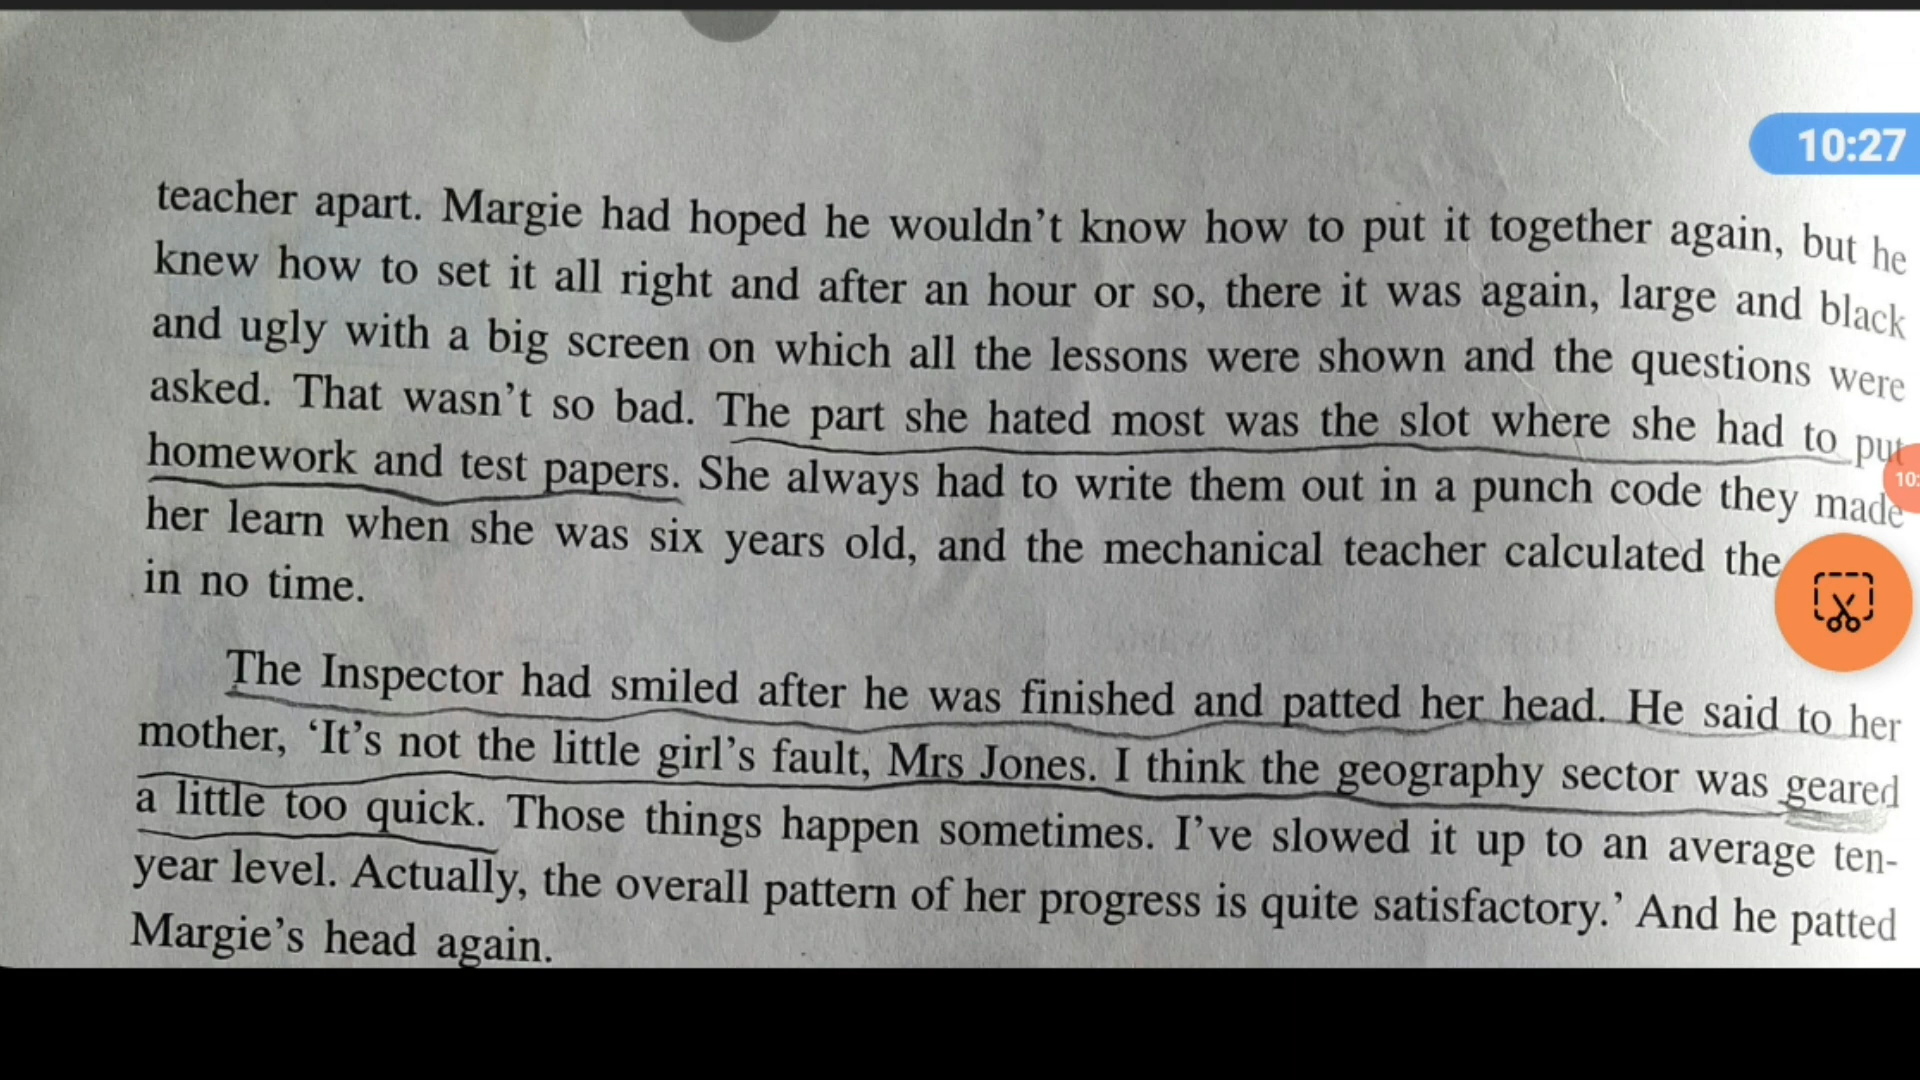 10:27
teacher apart. Margie had hoped he wouldn't know how to put it together again, but he
knew how to set it all right and after an hour or so, there it was again, large and black
and ugly with a big screen on which all the lessons were shown and the questions were
asked. That wasn't so bad. The part she hated most was the slot where she had to put
homework and test papers. She always had to write them out in a punch code they made
10:
her learn when she was six years old, and the mechanical teacher calculated the
in no time.
The Inspector had smiled after he was finished and patted her head. He said to her
mother, ‘It's not the little girl's fault, Mrs Jones. I think the geography sector was geared
a little too quick. Those things happen sometimes. I've slowed it up to an average ten-
year level. Actually, the overall pattern of her progress is quite satisfactory.’ And he patted
Margie's head again.